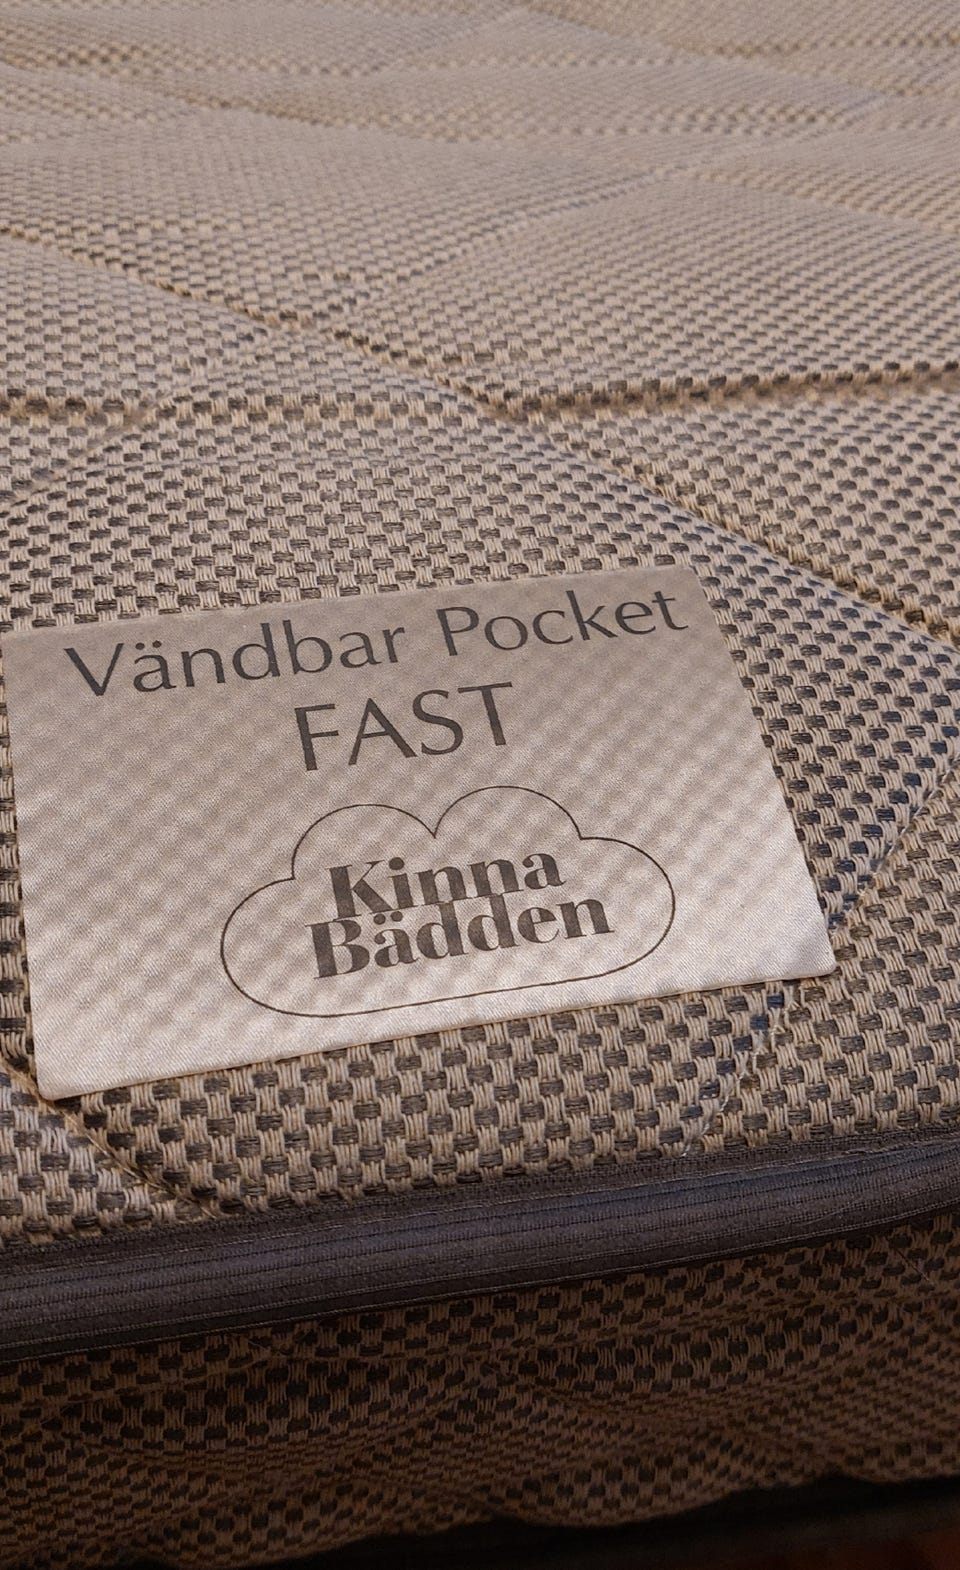 Vändbar Pocket
FAST
Kinna
Bädden